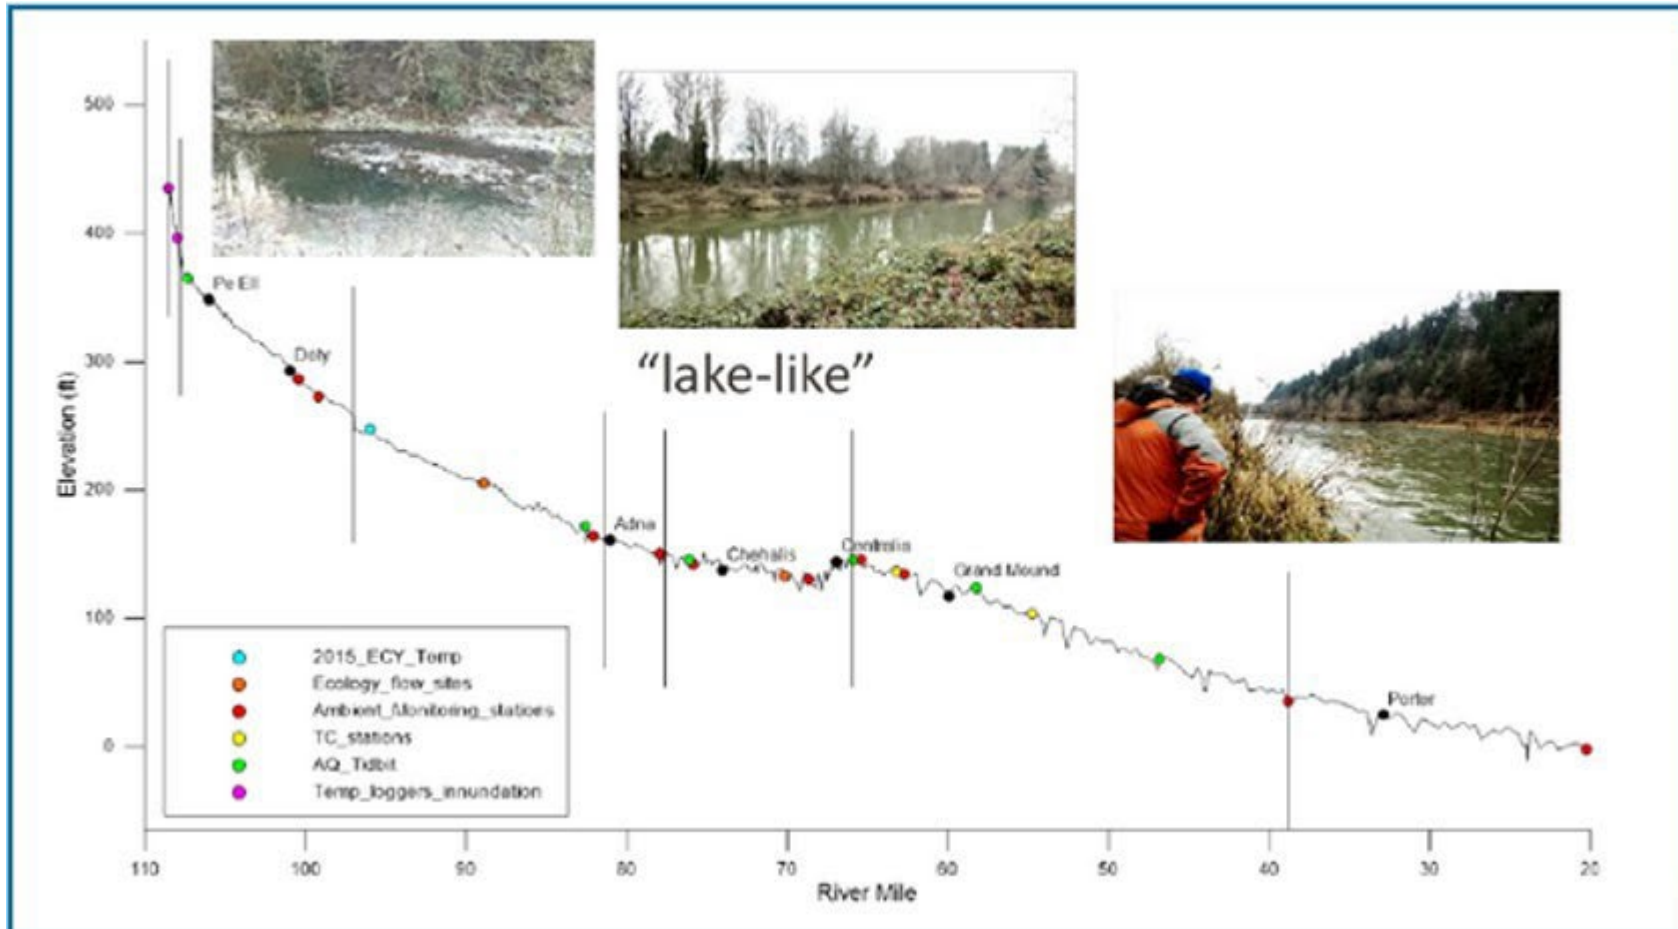 500
400
300
200
100
0
Elevation (ft)
Pe Ell
Doty
Adna
Chehalis
Centralia
Grand Mound
Porter
“lake-like”
2015_ECY_Temp
Ecology_flow_sites
Ambient_Monitoring_stations
TC_stations
AQ_Tidbit
Temp_loggers_innundation
110 100 90 80 70 60 50 40 30 20
River Mile